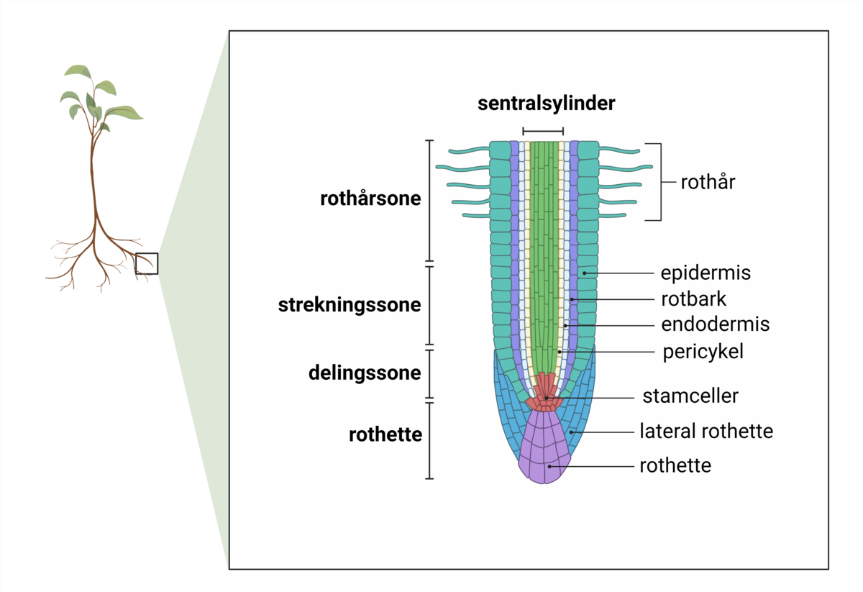 sentralsylinder
rothårsone
strekningssone
delingssone
rothette
rothår
epidermis
rotbark
endodermis
pericykel
stamceller
lateral rothette
rothette